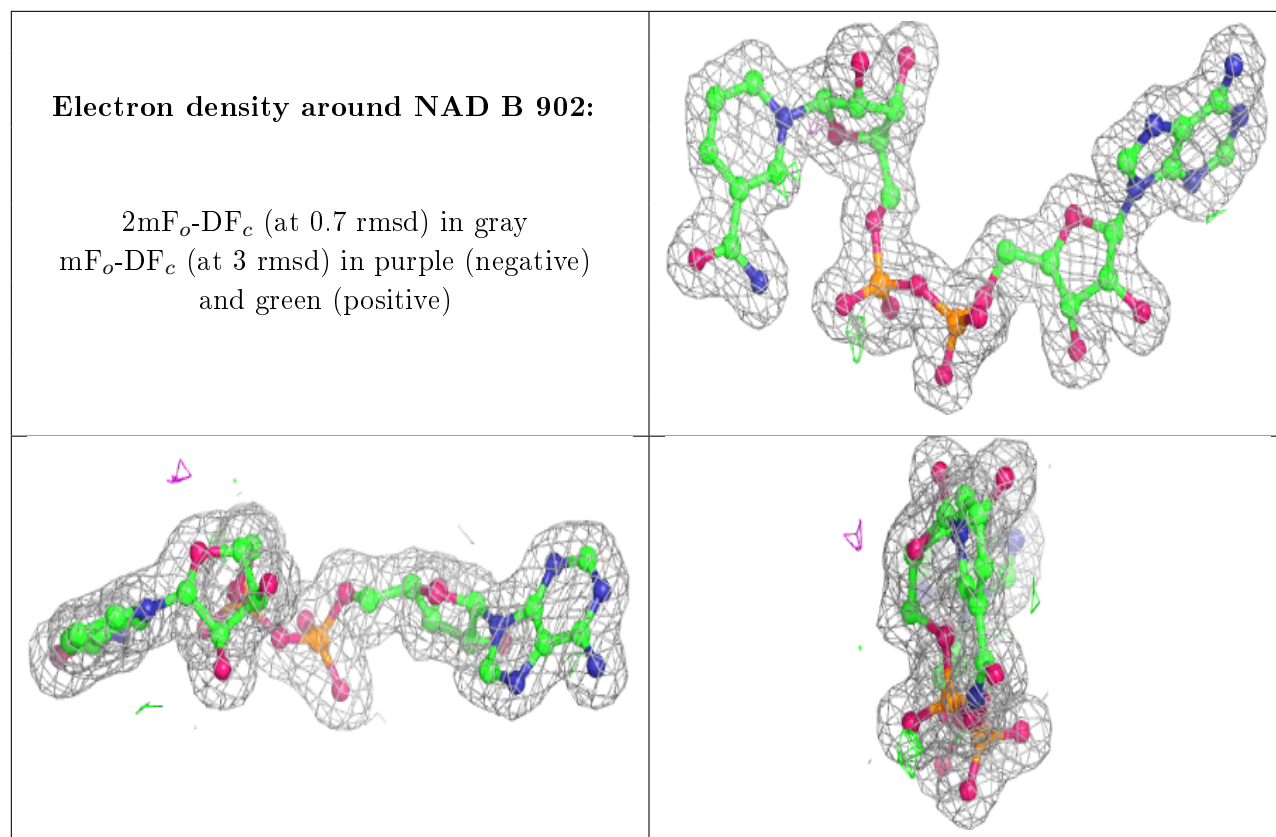 Electron density around NAD B 902:
2mFo-DFc (at 0.7 rmsd) in gray
mFo-DFc (at 3 rmsd) in purple (negative)
and green (positive)